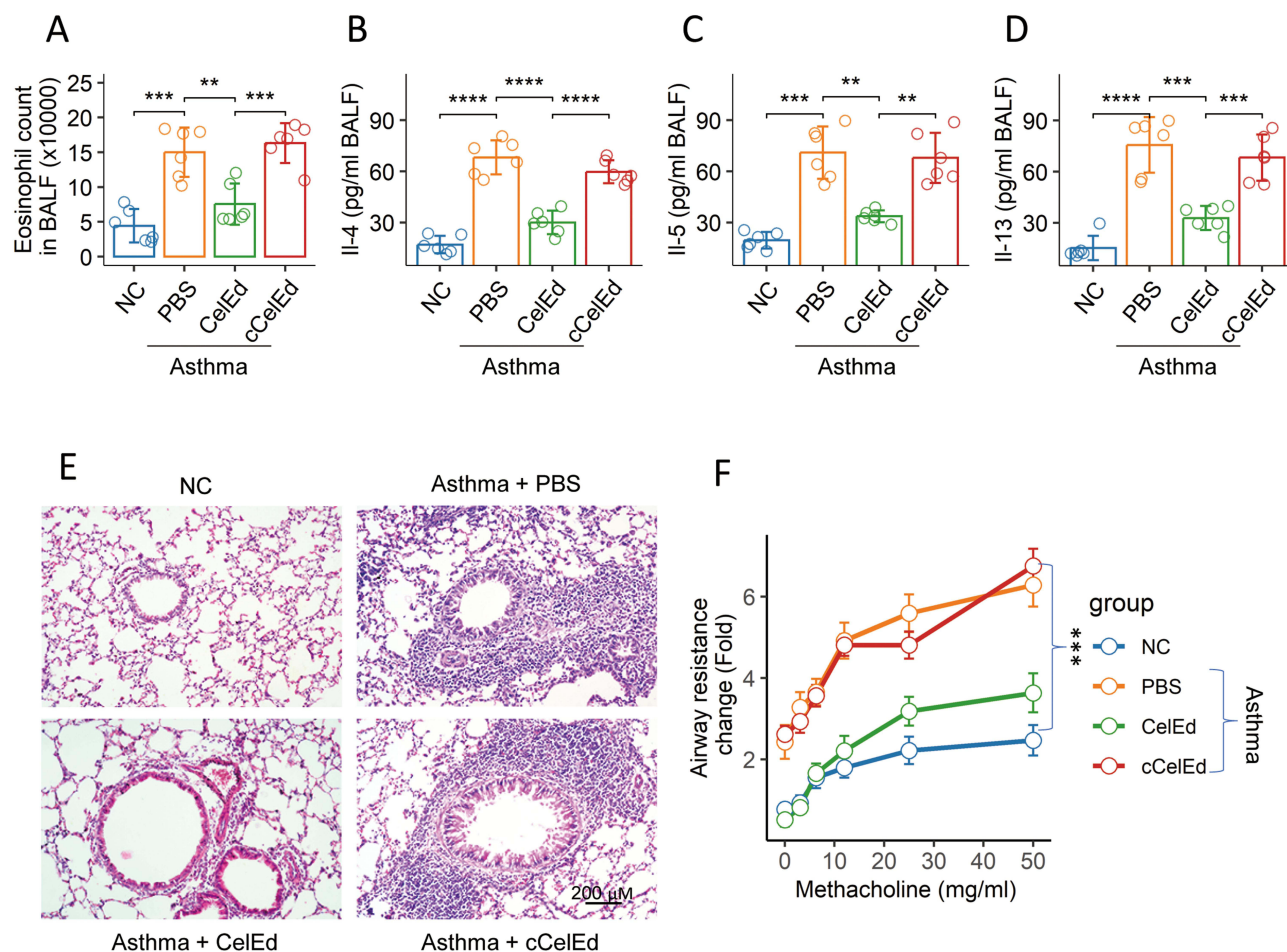 A
Eosinophil count
in BALF (x10000)
25
20
15
10
5
0
***
**
***
NC
PBS
CelEd
cCelEd
Asthma
B
Il-4 (pg/ml BALF)
90
60
30
****
****
****
NC
PBS
CelEd
cCelEd
Asthma
C
Il-5 (pg/ml BALF)
90
60
30
***
**
**
NC
PBS
CelEd
cCelEd
Asthma
D
Il-13 (pg/ml BALF)
90
60
30
****
***
***
NC
PBS
CelEd
cCelEd
Asthma
E
NC
Asthma + PBS
Asthma + CelEd
Asthma + cCelEd
200 µM
F
Airway resistance
change (Fold)
6
4
2
0
10
20
30
40
50
Methacholine (mg/ml)
***
group
NC
PBS
CelEd
cCelEd
Asthma